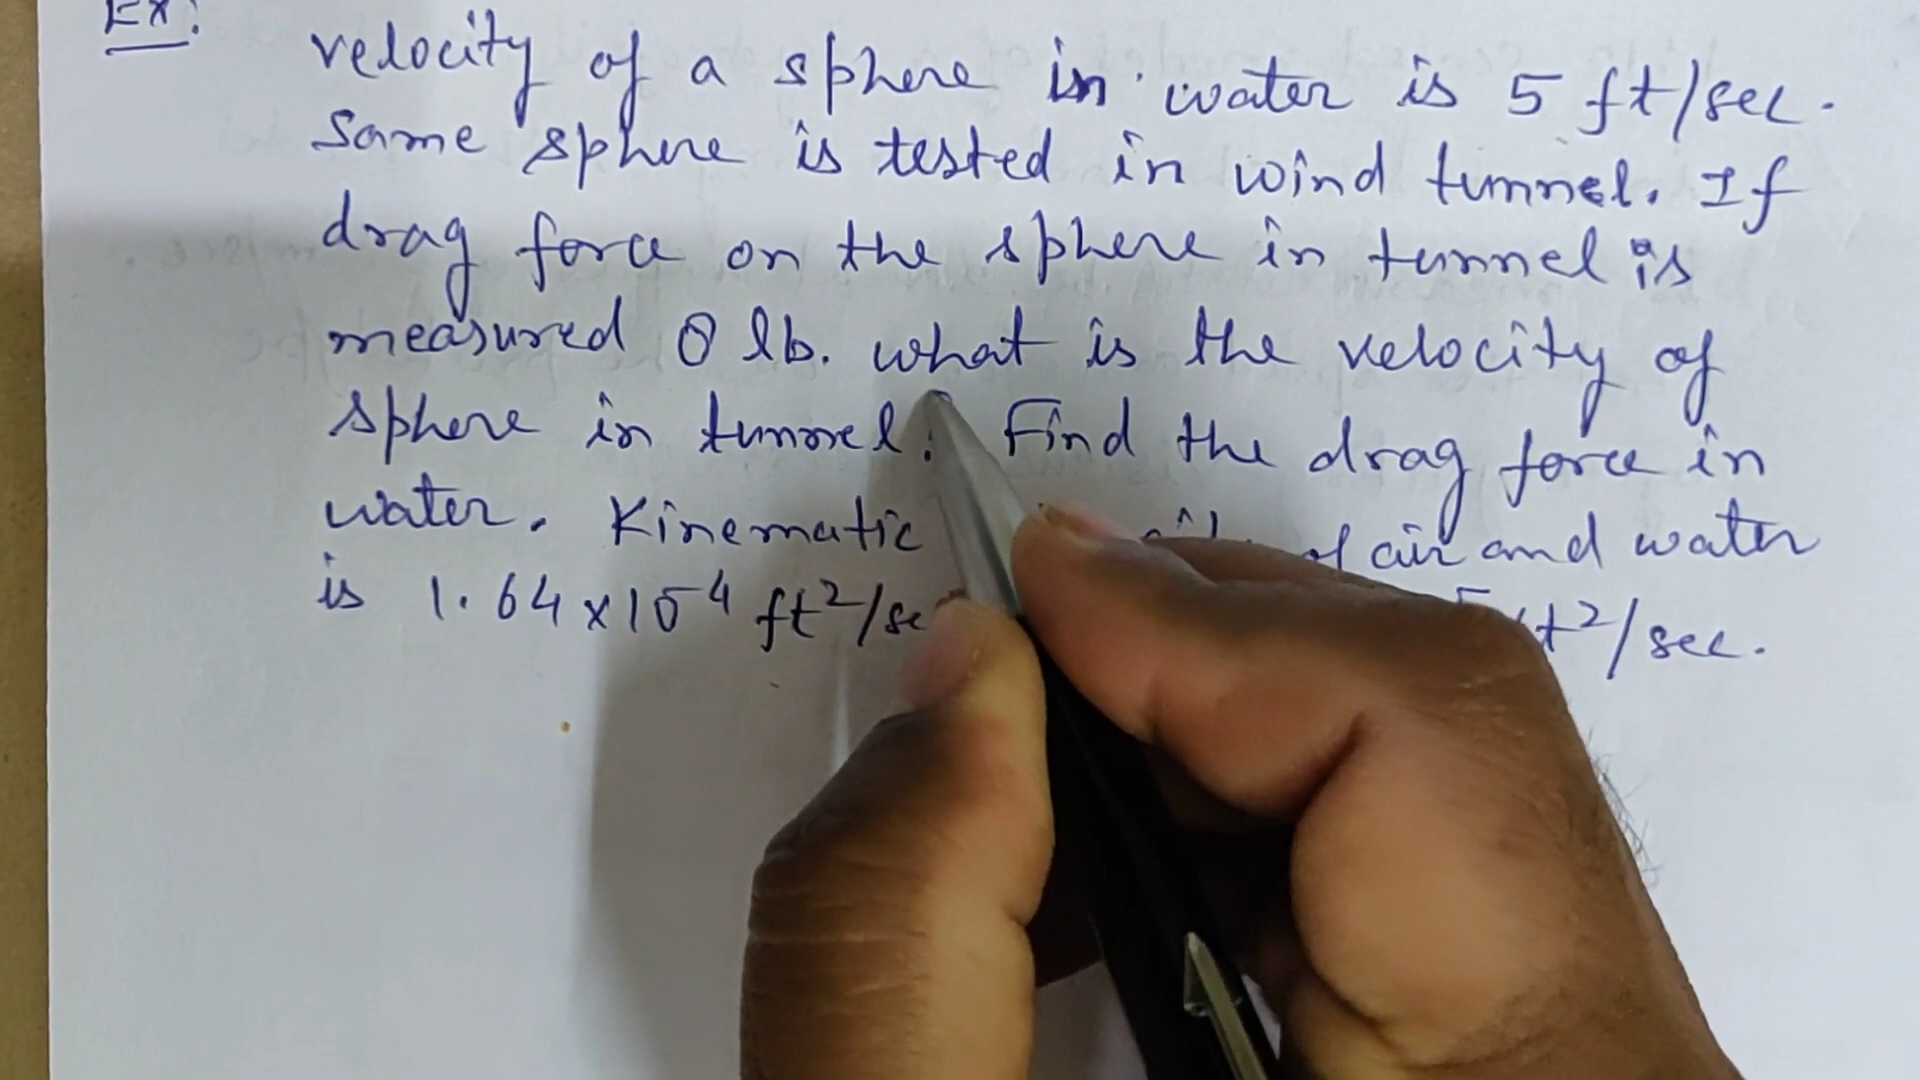 Ex:
velocity of a sphere in water is 5 ft/sec.
Same sphere is tested in wind tunnel. If
drag force on the sphere in tunnel is
measured 8 lb. what is the velocity of
sphere in tunnel. Find the drag force in
water. Kinematic of air and water
is 1.64x10-4 ft2/se ft2/sec.